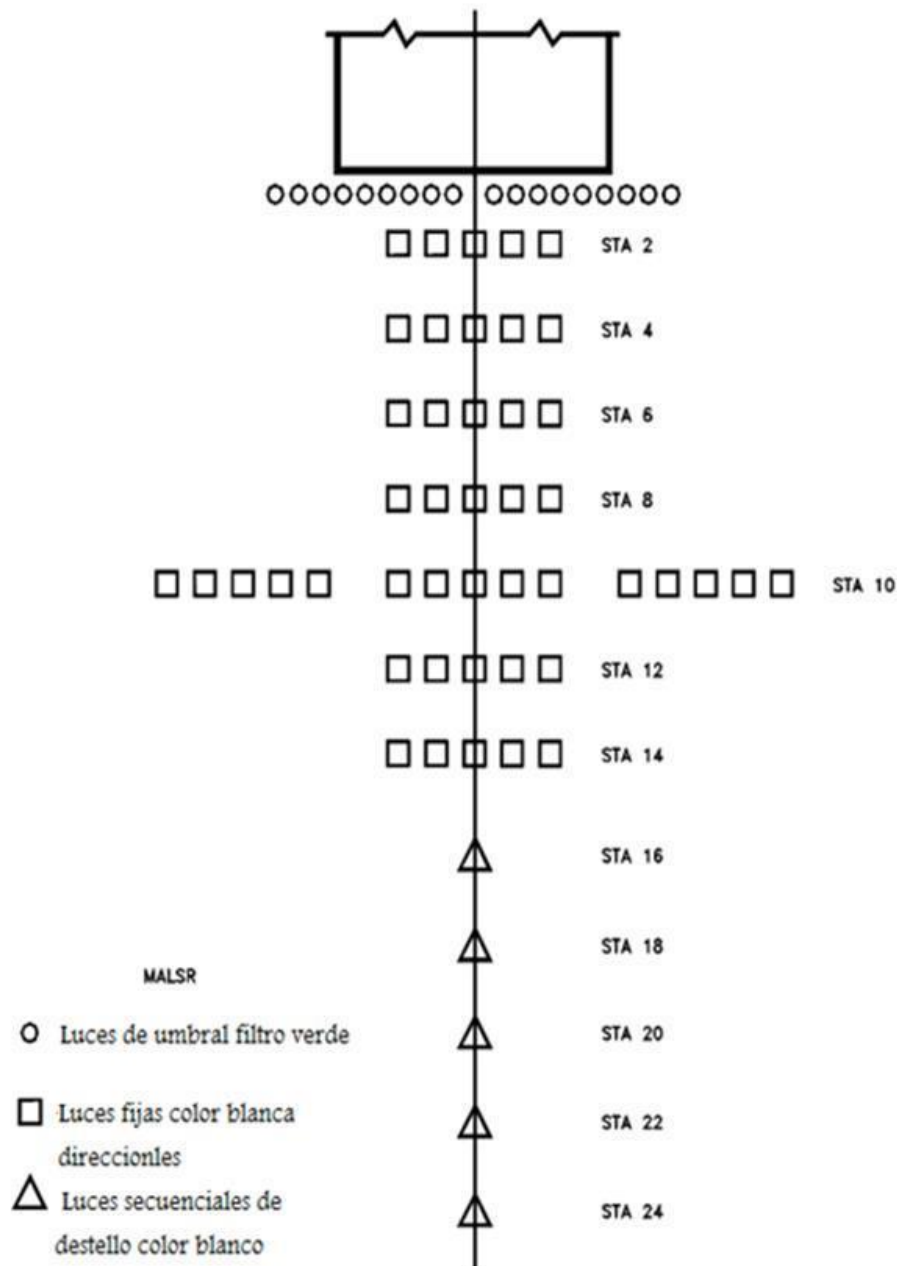 STA 2
STA 4
STA 6
STA 8
STA 10
STA 12
STA 14
STA 16
STA 18
STA 20
STA 22
STA 24
MALSR
Luces de umbral filtro verde
Luces fijas color blanca
direccionles
Luces secuenciales de
destello color blanco